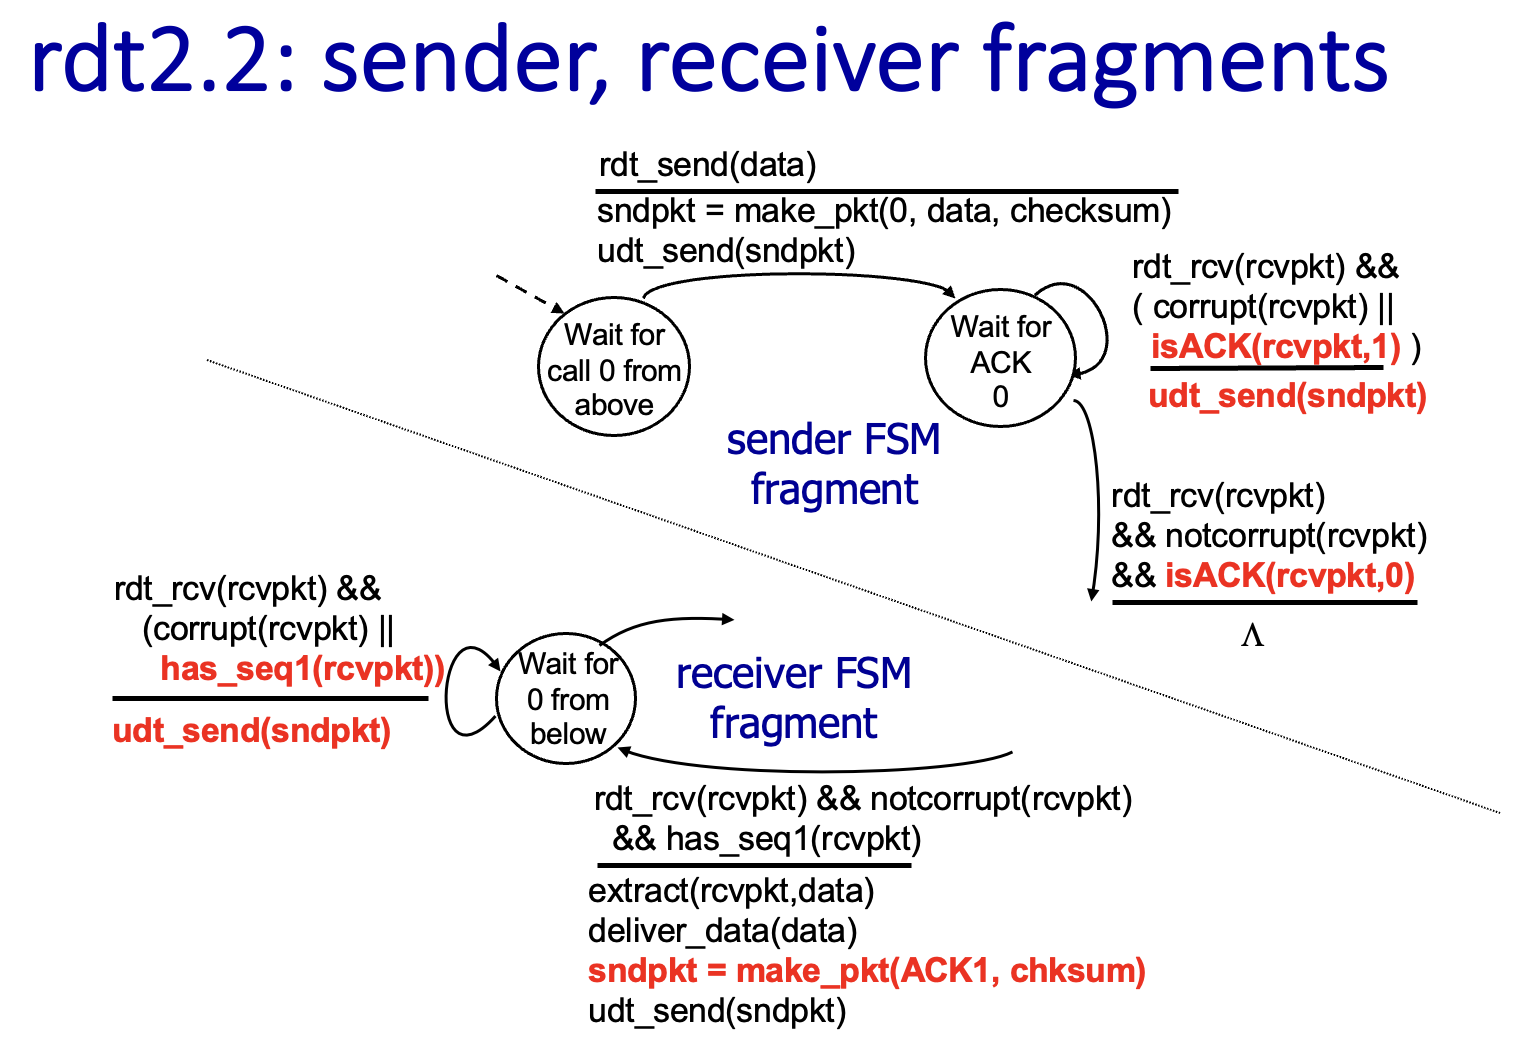 rdt2.2: sender, receiver fragments
rdt_send(data)
sndpkt = make_pkt(0, data, checksum)
udt_send(sndpkt)
Wait for
call 0 from
above
Wait for
ACK
0
rdt_rcv(rcvpkt) &&
( corrupt(rcvpkt) ||
isACK(rcvpkt,1) )
udt_send(sndpkt)
sender FSM
fragment
rdt_rcv(rcvpkt)
&& notcorrupt(rcvpkt)
&& isACK(rcvpkt,0)
Λ
rdt_rcv(rcvpkt) &&
(corrupt(rcvpkt) ||
has_seq1(rcvpkt))
udt_send(sndpkt)
Wait for
0 from
below
receiver FSM
fragment
rdt_rcv(rcvpkt) && notcorrupt(rcvpkt)
&& has_seq1(rcvpkt)
extract(rcvpkt,data)
deliver_data(data)
sndpkt = make_pkt(ACK1, chksum)
udt_send(sndpkt)